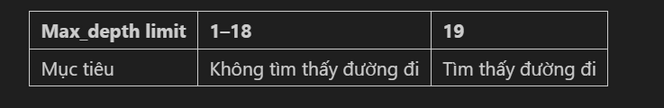 Max_depth limit 1–18 19
Mục tiêu Không tìm thấy đường đi Tìm thấy đường đi